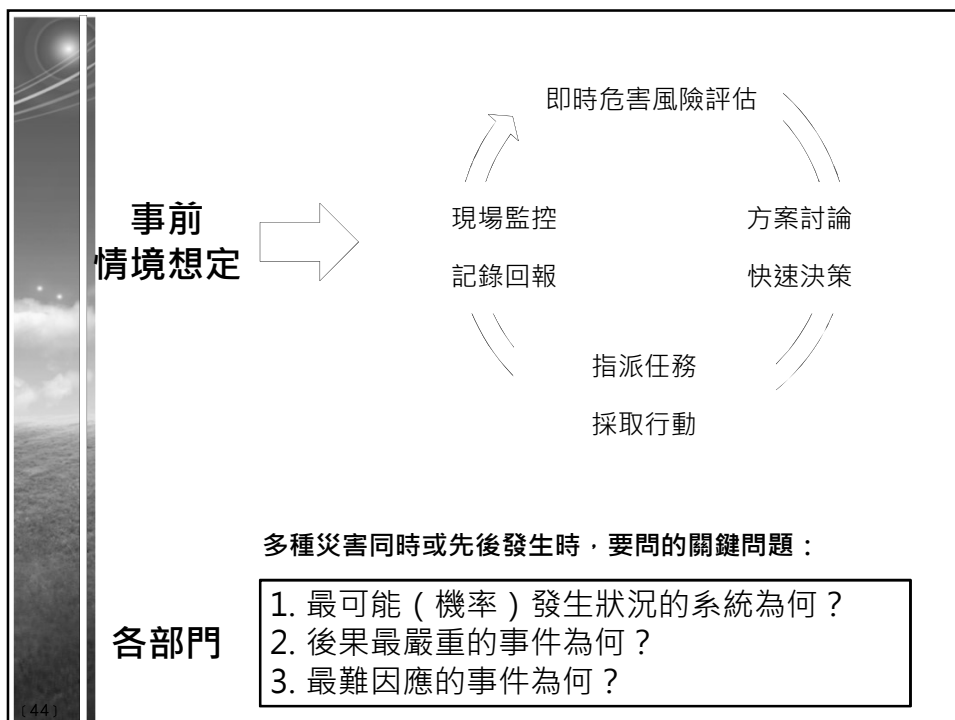 即時危害風險評估
事前
情境想定
現場監控
記錄回報
方案討論
快速決策
指派任務
採取行動
多種災害同時或先後發生時，要問的關鍵問題：
各部門
1. 最可能（機率）發生狀況的系統為何？
2. 後果最嚴重的事件為何？
3. 最難因應的事件為何？
[44]